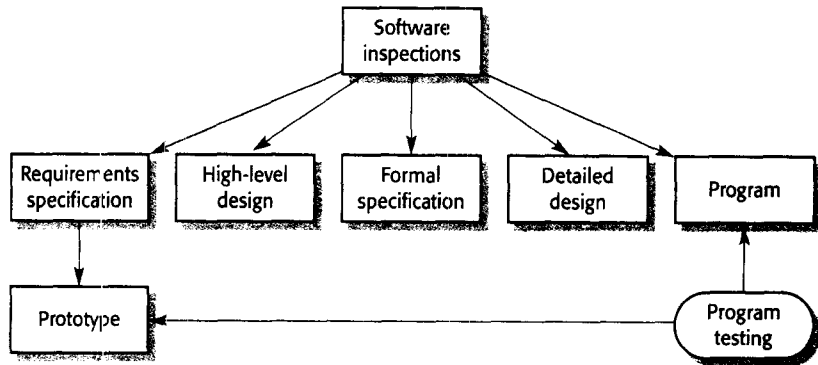 Software
inspections
Requirements
specification
High-level
design
Formal
specification
Detailed
design
Program
Prototype
Program
testing